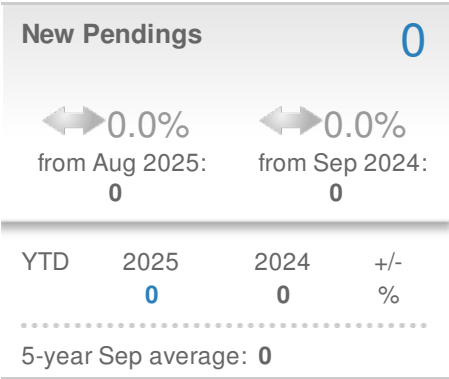 New Pendings 0
0.0% 0.0%
from Aug 2025: from Sep 2024:
0 0
YTD 2025 2024 +/-
0 0 %
5-year Sep average: 0